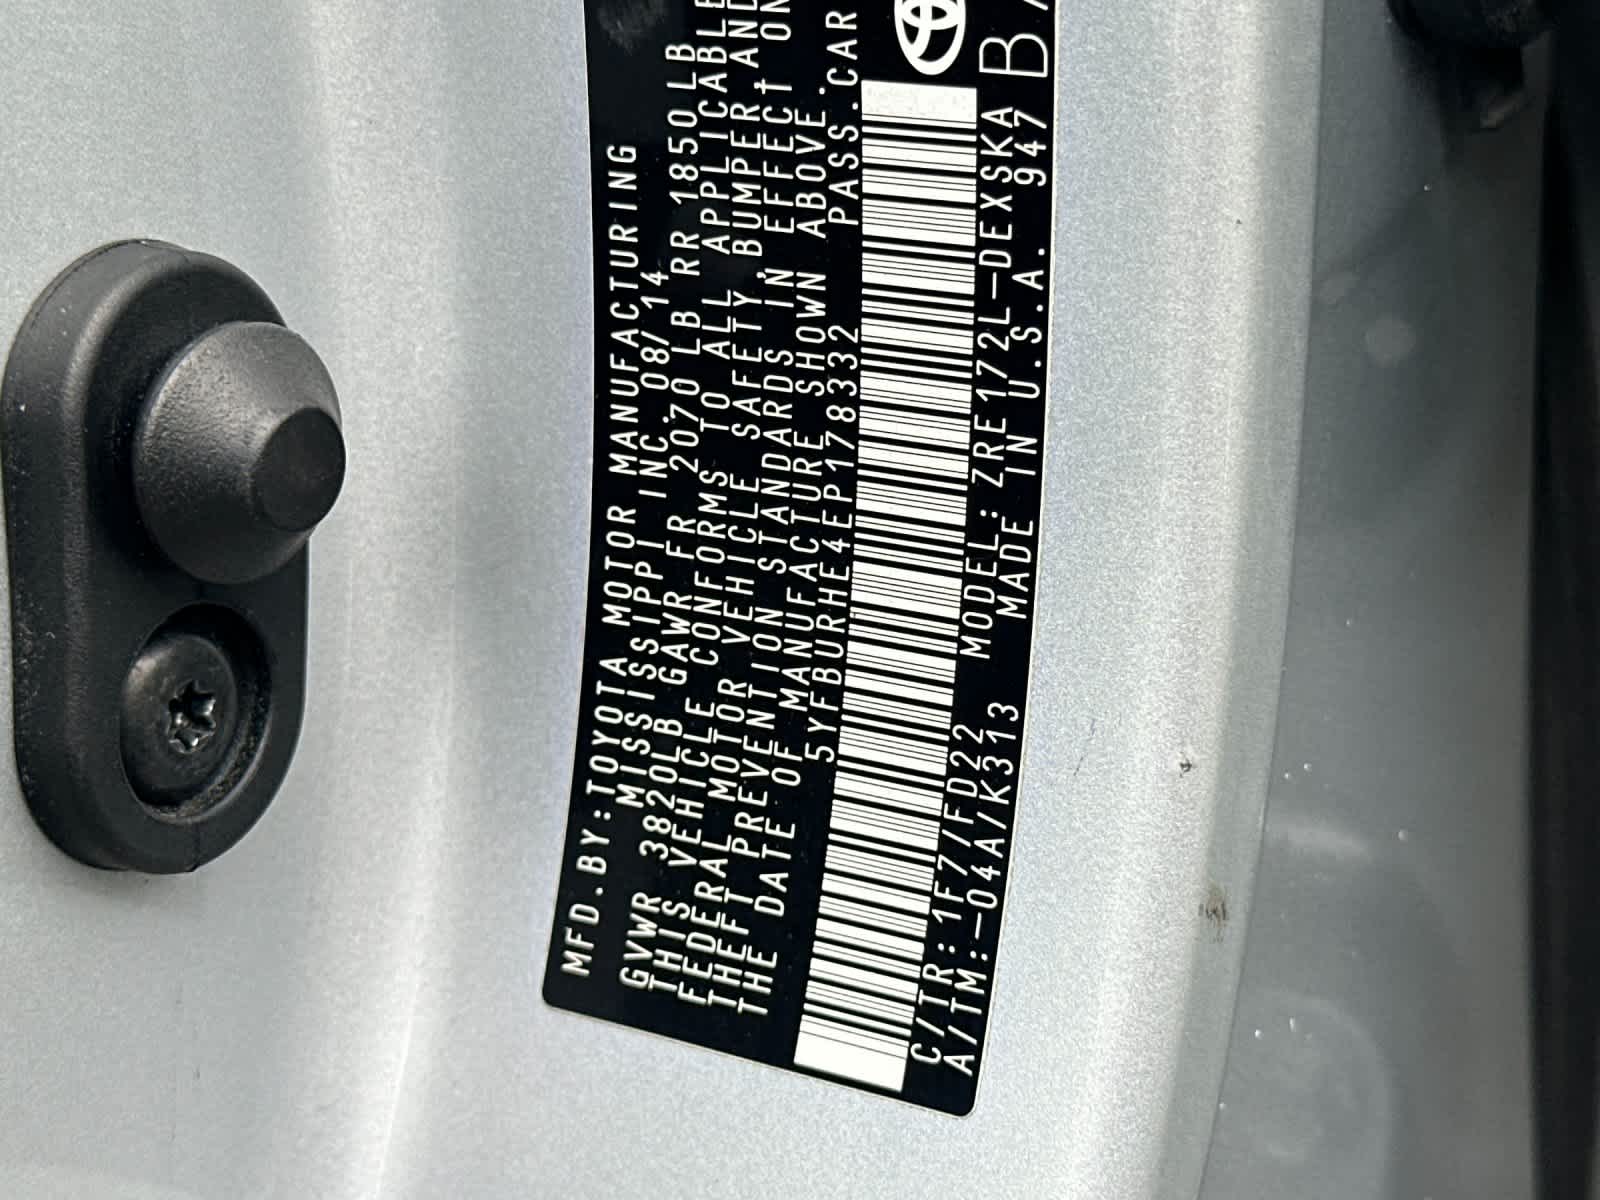 MFD.BY:TOYOTA MOTOR MANUFACTURING
MISSISSIPPI INC. 08/14
GVWR 3820LB GAWR FR 2070 LB RR 1850LB
THIS VEHICLE CONFORMS TO ALL APPLICABLE
FEDERAL MOTOR VEHICLE SAFETY,BUMPER AND
THEFT PREVENTION STANDARDS IN EFFECT ON
THE DATE OF MANUFACTURE SHOWN ABOVE.
5YFBURHE4EP178332 PASS.CAR
C/TR:1F7/FD22 MODEL:ZRE172L-DEXSKA
A/TM:-04A/K313 MADE IN U.S.A. 947 B